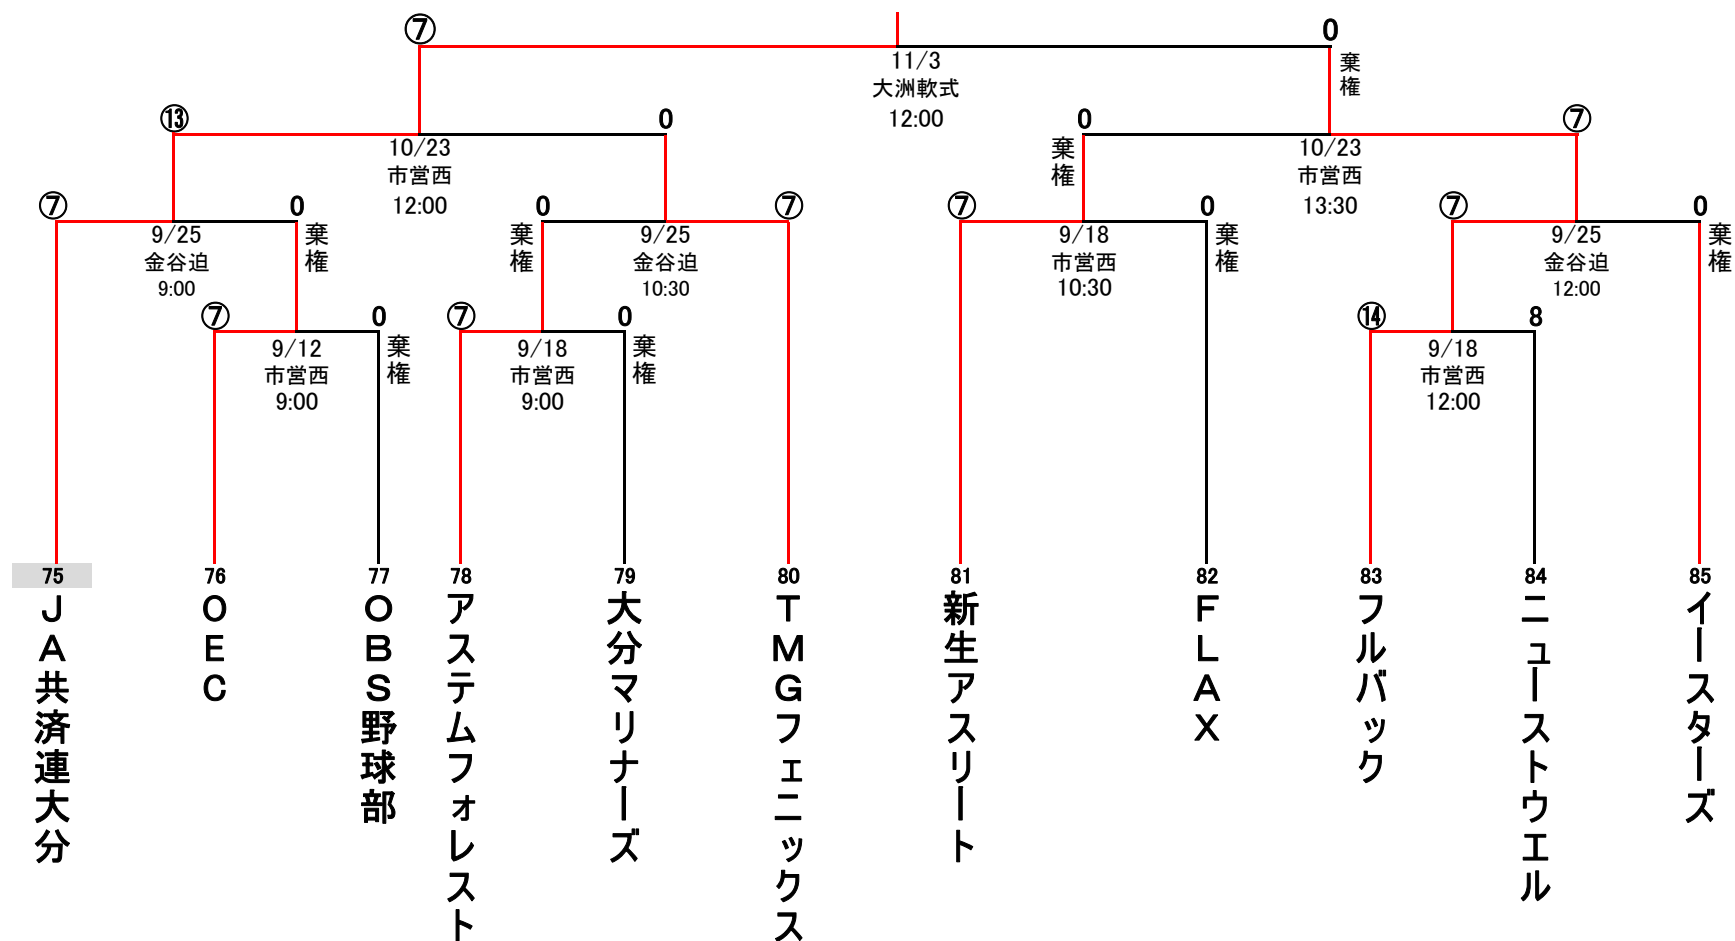 ⑦ 0
11/3 棄権
大洲軟式
12:00
⑬ 0 0 ⑦
10/23 棄権 10/23
市営西 市営西
12:00 13:30
⑦ 0 0 ⑦ ⑦ 0 ⑦ 0
9/25 棄権 棄権 9/25 9/18 棄権 9/25 棄権
金谷迫 金谷迫 市営西 金谷迫
9:00 10:30 10:30 12:00
⑦ 0 ⑦ 0 ⑭ 8
9/12 棄権 9/18 棄権 9/18
市営西 市営西 市営西
9:00 9:00 12:00
75 76 77 78 79 80 81 82 83 84 85
JA共済連大分
OEC
OBS野球部
アステムフォレスト
大分マリナーズ
TMGフェニックス
新生アスリート
FLAX
フルバック
ニューストウエル
イースターズ